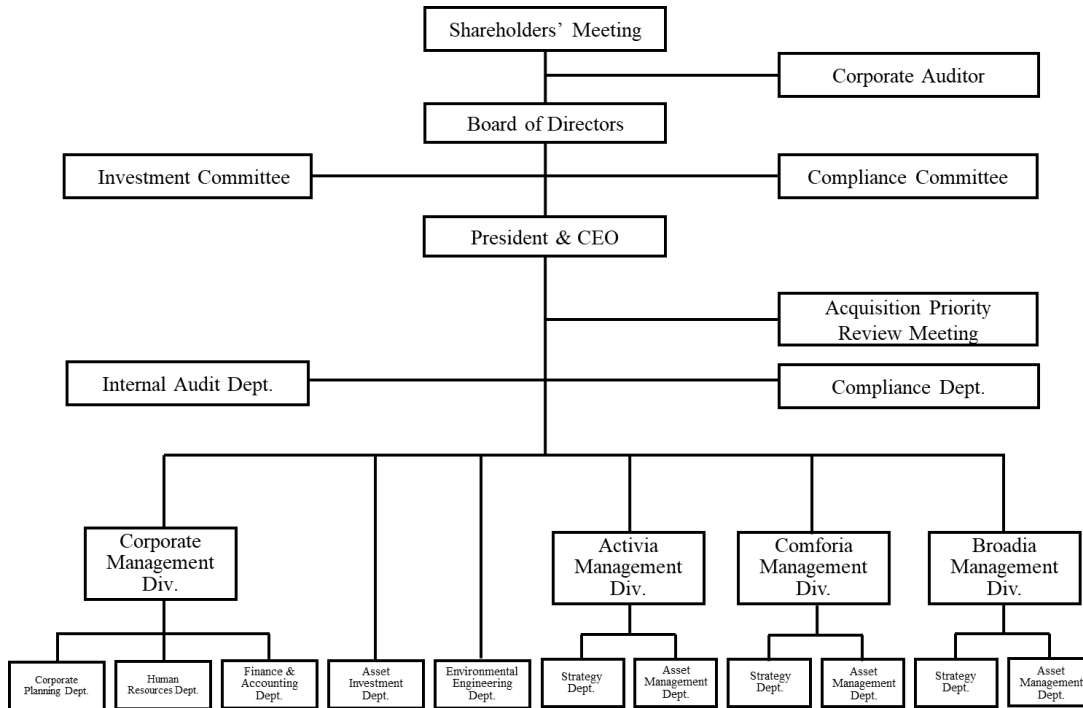 Shareholders’ Meeting
Corporate Auditor
Board of Directors
Investment Committee
Compliance Committee
President & CEO
Acquisition Priority
Review Meeting
Internal Audit Dept.
Compliance Dept.
Corporate
Management
Div.
Activia
Management
Div.
Comforia
Management
Div.
Broadia
Management
Div.
Corporate
Planning Dept.
Human
Resources Dept.
Finance &
Accounting
Dept.
Asset
Investment
Dept.
Environmental
Engineering
Dept.
Strategy
Dept.
Asset
Management
Dept.
Strategy
Dept.
Asset
Management
Dept.
Strategy
Dept.
Asset
Management
Dept.